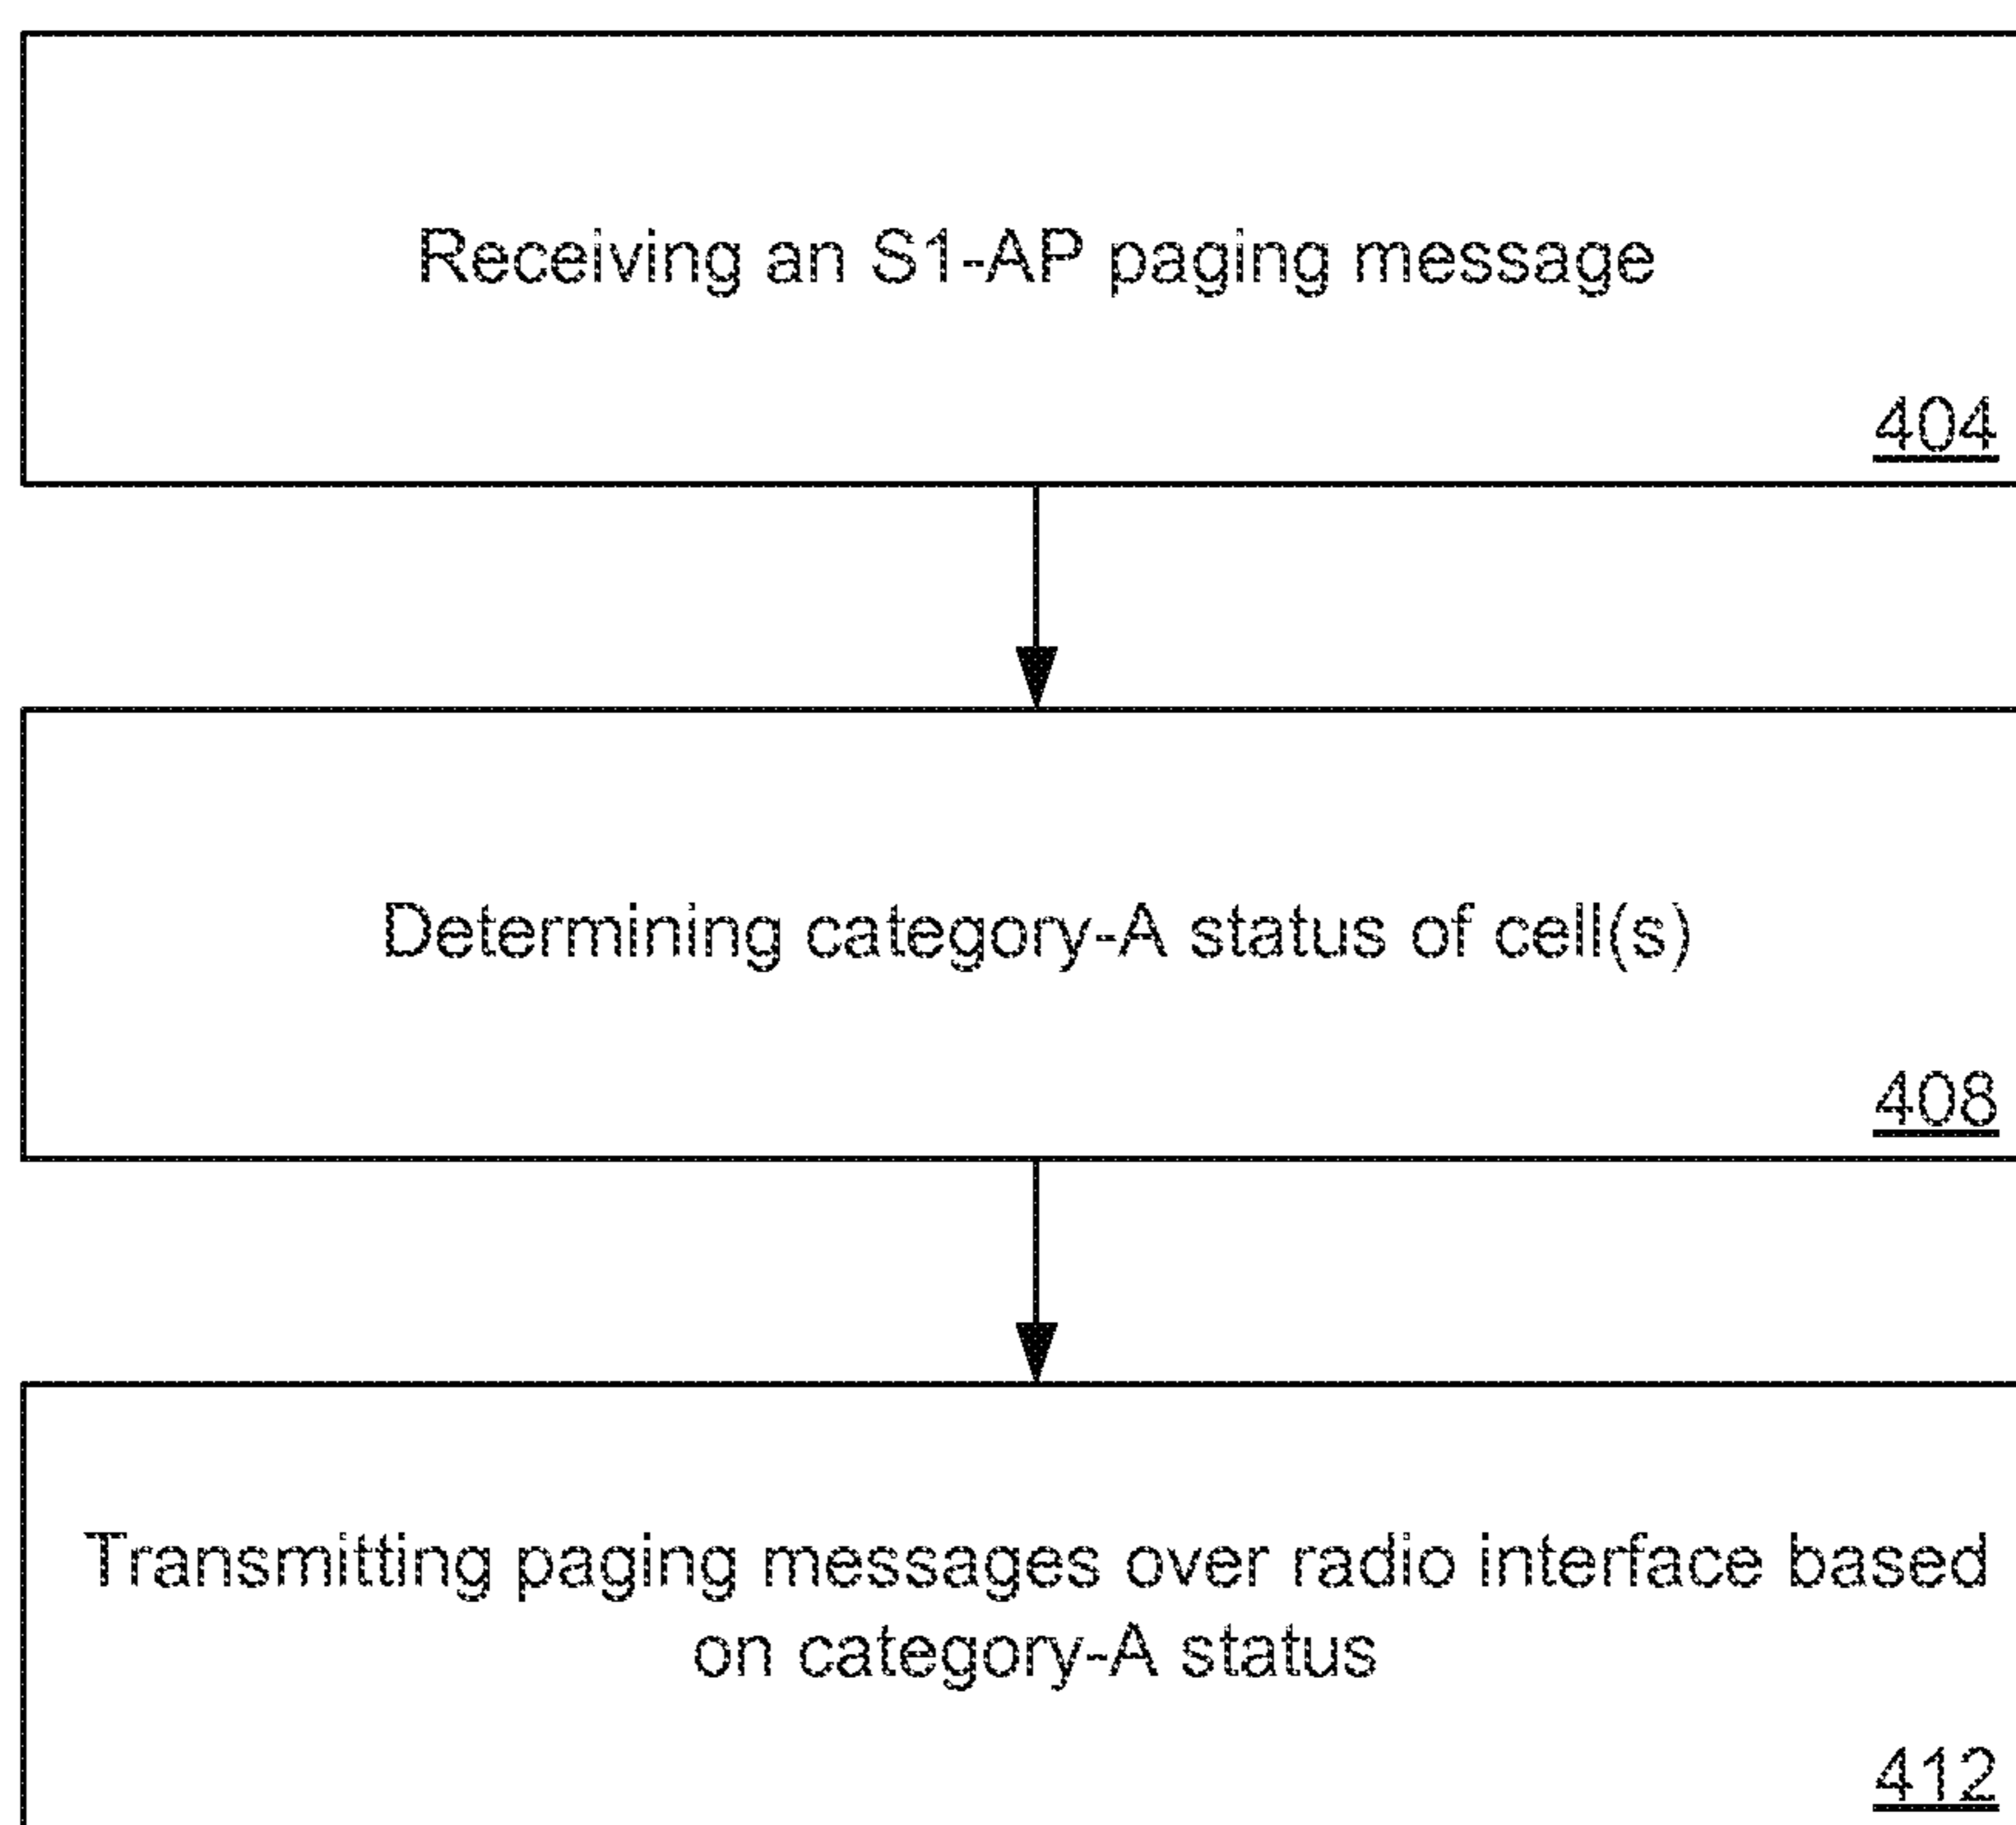 Receiving an S1-AP paging message
404
Determining category-A status of cell(s)
408
Transmitting paging messages over radio interface based
on category-A status
412